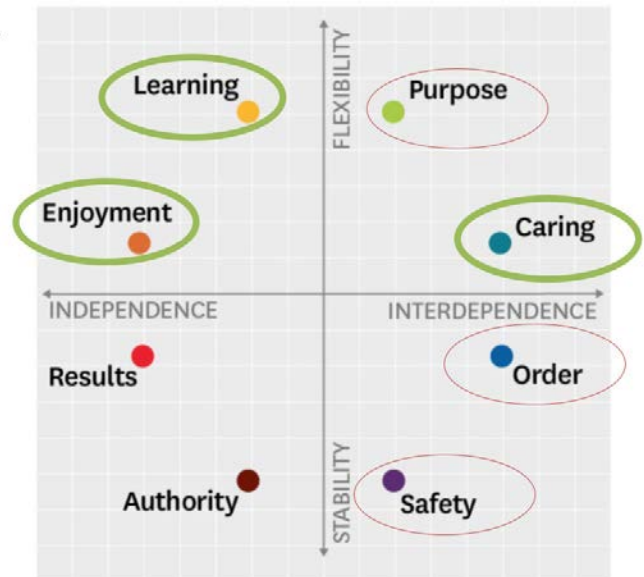 Learning
Purpose
FLEXIBILITY
Enjoyment
Caring
INDEPENDENCE
INTERDEPENDENCE
Results
Order
Authority
Safety
STABILITY